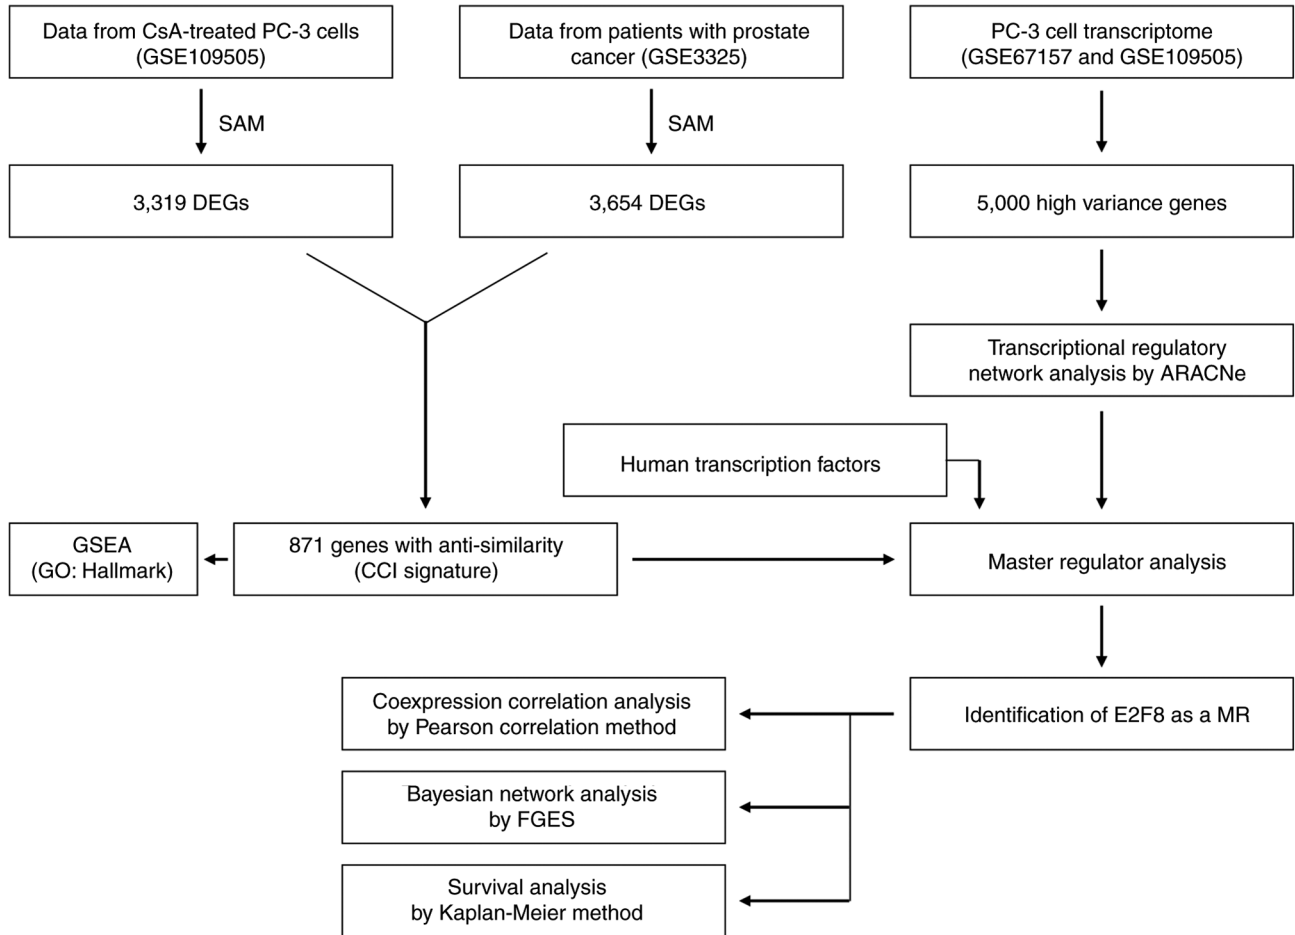 Data from CsA-treated PC-3 cells
(GSE109505)
Data from patients with prostate
cancer (GSE3325)
PC-3 cell transcriptome
(GSE67157 and GSE109505)
SAM
SAM
3,319 DEGs
3,654 DEGs
5,000 high variance genes
Transcriptional regulatory
network analysis by ARACNe
Human transcription factors
GSEA
(GO: Hallmark)
871 genes with anti-similarity
(CCI signature)
Master regulator analysis
Coexpression correlation analysis
by Pearson correlation method
Identification of E2F8 as a MR
Bayesian network analysis
by FGES
Survival analysis
by Kaplan-Meier method